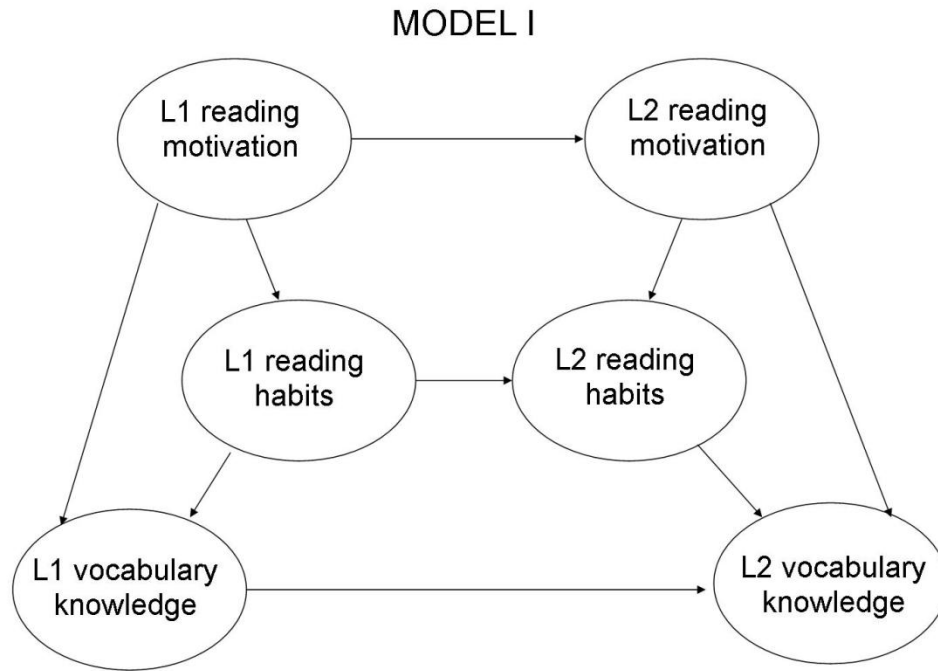 MODEL I
L1 reading
motivation
L2 reading
motivation
L1 reading
habits
L2 reading
habits
L1 vocabulary
knowledge
L2 vocabulary
knowledge